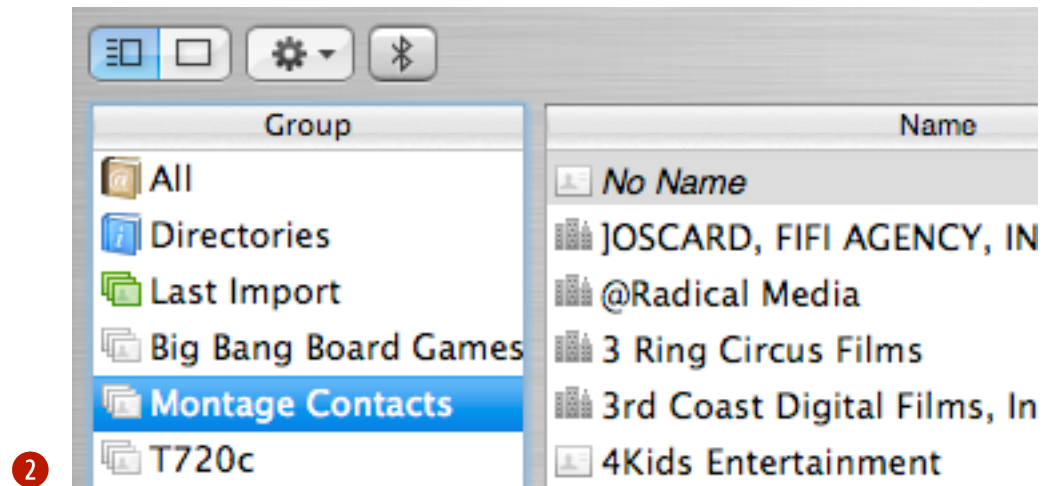 Group
All
Directories
Last Import
Big Bang Board Games
Montage Contacts
T720c
Name
No Name
]OSCARD, FIFI AGENCY, IN
@Radical Media
3 Ring Circus Films
3rd Coast Digital Films, In
4Kids Entertainment
2